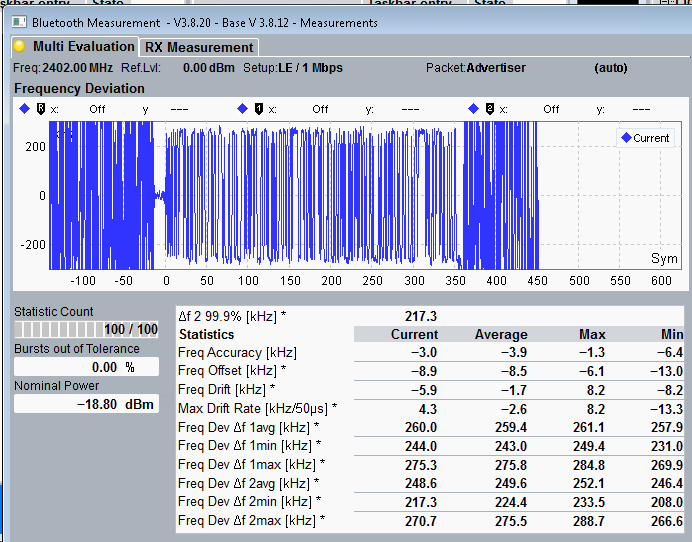 Taskbar entry State Taskbar entry State
Bluetooth Measurement - V3.8.20 - Base V 3.8.12 - Measurements
Multi Evaluation RX Measurement
Freq: 2402.00 MHz Ref.Lvl: 0.00 dBm Setup: LE / 1 Mbps Packet: Advertiser (auto)
Frequency Deviation
R x: Off y --- 1 x: Off y: --- 2 x: Off y: ---
Current
200
0
-200
Sym
-100 -50 0 50 100 150 200 250 300 350 400 450 500 550 600
Statistic Count
100 / 100
Bursts out of Tolerance
0.00 %
Nominal Power
−18.80 dBm
Δf 2 99.9% [kHz] * 217.3
Statistics Current Average Max Min
Freq Accuracy [kHz] −3.0 −3.9 −1.3 −6.4
Freq Offset [kHz] * −8.9 −8.5 −6.1 −13.0
Freq Drift [kHz] * −5.9 −1.7 8.2 −8.2
Max Drift Rate [kHz/50µs] * 4.3 −2.6 8.2 −13.3
Freq Dev Δf 1avg [kHz] * 260.0 259.4 261.1 257.9
Freq Dev Δf 1min [kHz] * 244.0 243.0 249.4 231.0
Freq Dev Δf 1max [kHz] * 275.3 275.8 284.8 269.9
Freq Dev Δf 2avg [kHz] * 248.6 249.6 252.1 246.4
Freq Dev Δf 2min [kHz] * 217.3 224.4 233.5 208.0
Freq Dev Δf 2max [kHz] * 270.7 275.5 288.7 266.6